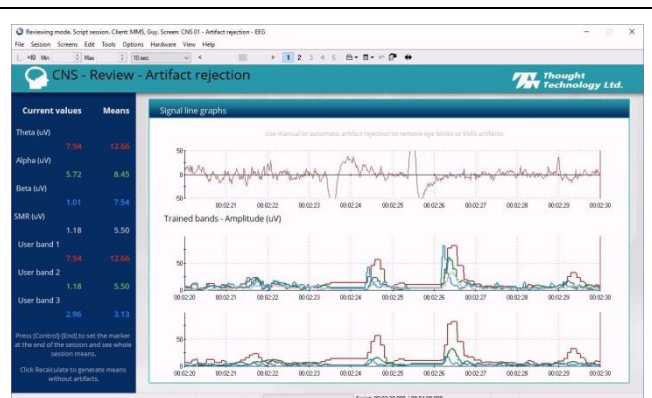 Reviewing mode. Script session. Client: MMS, Guy. Screen: CNS 01 - Artifact rejection - EEG
File Session Screens Edit Tools Options Hardware View Help
×10 Min Max 10 sec 1 2 3 4 5
CNS - Review - Artifact rejection
Thought
Technology Ltd.
Current values Means
Signal line graphs
Theta (uV)
7.94 12.66
Alpha (uV)
5.72 8.45
Beta (uV)
1.01 7.54
SMR (uV)
1.18 5.50
User band 1
7.94 12.66
User band 2
1.18 5.50
User band 3
2.96 3.13
Press [Control]-[End] to set the marker
at the end of the session and see whole
session means.
Click Recalculate to generate means
without artifacts.
Use manual or automatic artifact rejection to remove eye blinks or EMG artifacts.
50
0
-50
00:02:21 00:02:22 00:02:23 00:02:24 00:02:25 00:02:26 00:02:27 00:02:28 00:02:29 00:02:30
Trained bands - Amplitude (uV)
50
0
00:02:20 00:02:21 00:02:22 00:02:23 00:02:24 00:02:25 00:02:26 00:02:27 00:02:28 00:02:29 00:02:30
50
0
00:02:20 00:02:21 00:02:22 00:02:23 00:02:24 00:02:25 00:02:26 00:02:27 00:02:28 00:02:29 00:02:30